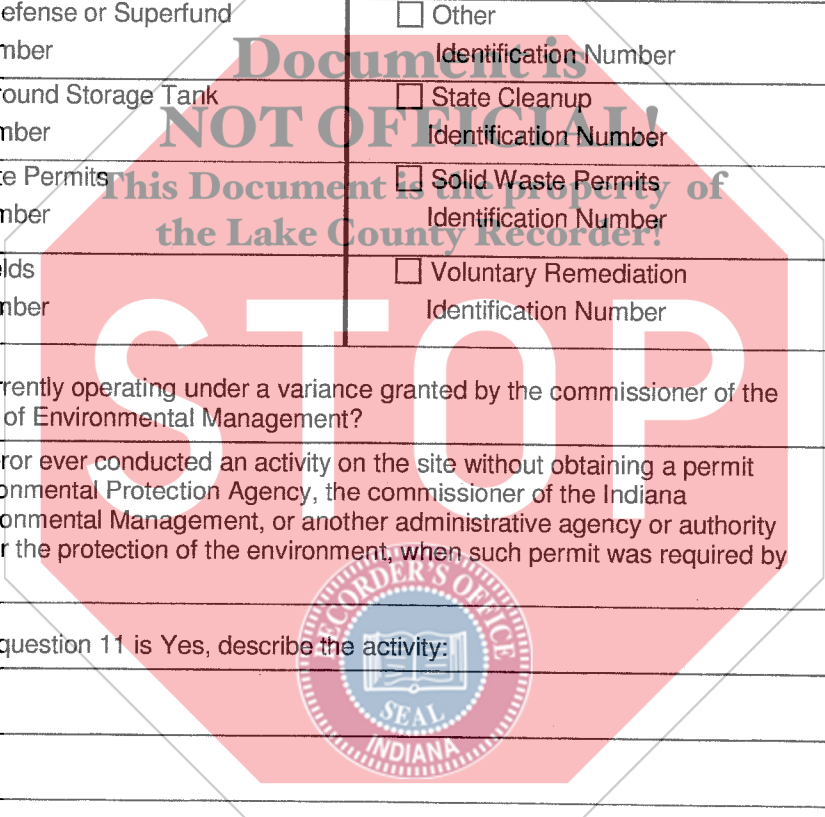 efense or Superfund
☐ Other
mber
Identification Number
Document is
ound Storage Tank
☐ State Cleanup
NOT OFFICIAL!
mber
Identification Number
e Permits
☐ Solid Waste Permits
This Document is the property of
mber
Identification Number
the Lake County Recorder!
lds
☐ Voluntary Remediation
mber
Identification Number
STOP
rently operating under a variance granted by the commissioner of the
of Environmental Management?
ror ever conducted an activity on the site without obtaining a permit
onmental Protection Agency, the commissioner of the Indiana
onmental Management, or another administrative agency or authority
r the protection of the environment, when such permit was required by
RECORDER'S OFFICE
question 11 is Yes, describe the activity:
SEAL
INDIANA